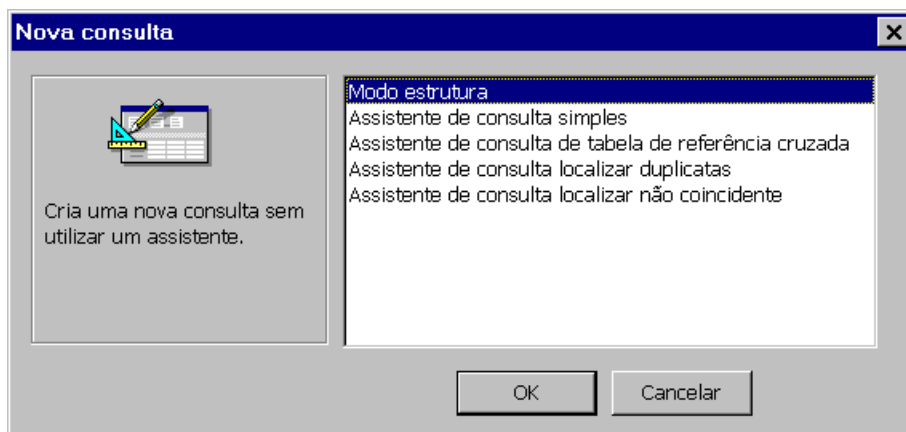 Nova consulta
Cria uma nova consulta sem
utilizar um assistente.
Modo estrutura
Assistente de consulta simples
Assistente de consulta de tabela de referência cruzada
Assistente de consulta localizar duplicatas
Assistente de consulta localizar não coincidente
OK
Cancelar